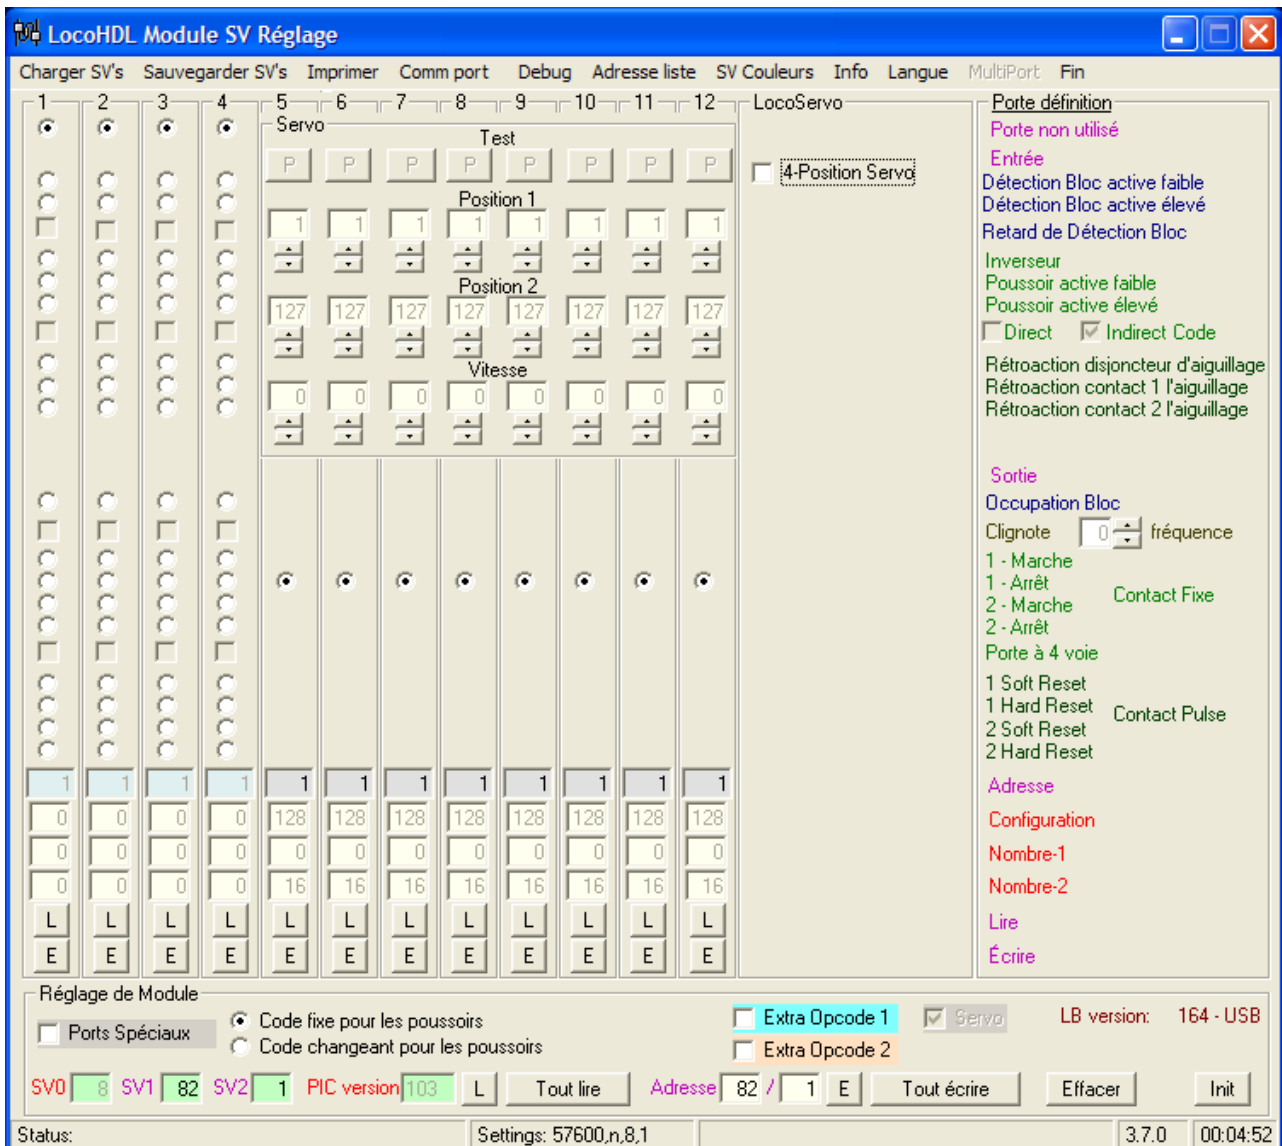 LocoHDL Module SV Réglage
Charger SV's Sauvegarder SV's Imprimer Comm port Debug Adresse liste SV Couleurs Info Langue MultiPort Fin
1 2 3 4 5 6 7 8 9 10 11 12 LocoServo Porte définition
Servo
Test
P P P P P P P P
4-Position Servo
Position 1
1 1 1 1 1 1 1 1
Position 2
127 127 127 127 127 127 127 127
Vitesse
0 0 0 0 0 0 0 0
Porte non utilisé
Entrée
Détection Bloc active faible
Détection Bloc active élevé
Retard de Détection Bloc
Inverseur
Poussoir active faible
Poussoir active élevé
Direct Indirect Code
Rétroaction disjoncteur d'aiguillage
Rétroaction contact 1 l'aiguillage
Rétroaction contact 2 l'aiguillage
Sortie
Occupation Bloc
Clignote 0 fréquence
1 - Marche
1 - Arrêt
2 - Marche
2 - Arrêt
Contact Fixe
Porte à 4 voie
1 Soft Reset
1 Hard Reset
2 Soft Reset
2 Hard Reset
Contact Pulse
1 1 1 1 1 1 1 1 1 1 1 1 Adresse
0 0 0 0 128 128 128 128 128 128 128 128 Configuration
0 0 0 0 0 0 0 0 0 0 0 0 Nombre-1
0 0 0 0 16 16 16 16 16 16 16 16 Nombre-2
L L L L L L L L L L L L Lire
E E E E E E E E E E E E Écrire
Réglage de Module
Ports Spéciaux
Code fixe pour les poussoirs
Code changeant pour les poussoirs
Extra Opcode 1 Servo LB version: 164 - USB
Extra Opcode 2
SV0 8 SV1 82 SV2 1 PIC version 103 L Tout lire Adresse 82 / 1 E Tout écrire Effacer Init
Status: Settings: 57600,n,8,1 3.7.0 00:04:52